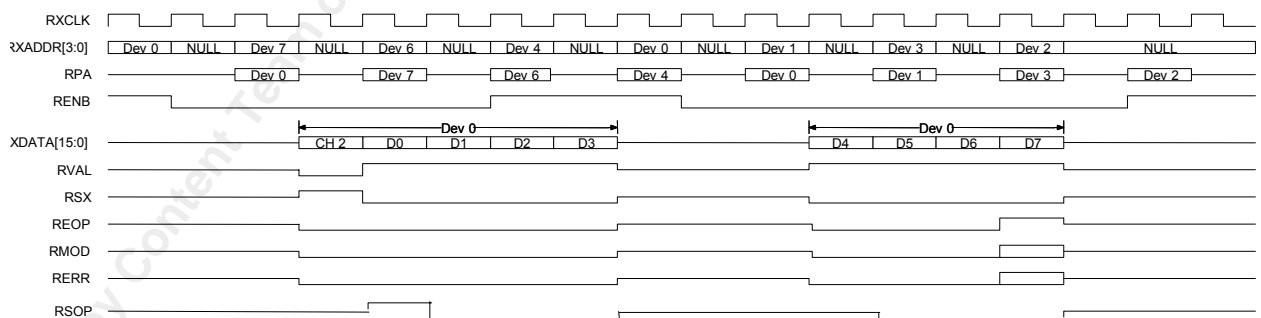 RXCLK
RXADDR[3:0] Dev 0 NULL Dev 7 NULL Dev 6 NULL Dev 4 NULL Dev 0 NULL Dev 1 NULL Dev 3 NULL Dev 2 NULL
RPA Dev 0 Dev 7 Dev 6 Dev 4 Dev 0 Dev 1 Dev 3 Dev 2
RENB
Dev 0 Dev 0
XDATA[15:0] CH 2 D0 D1 D2 D3 D4 D5 D6 D7
RVAL
RSX
REOP
RMOD
RERR
RSOP
y Content Team